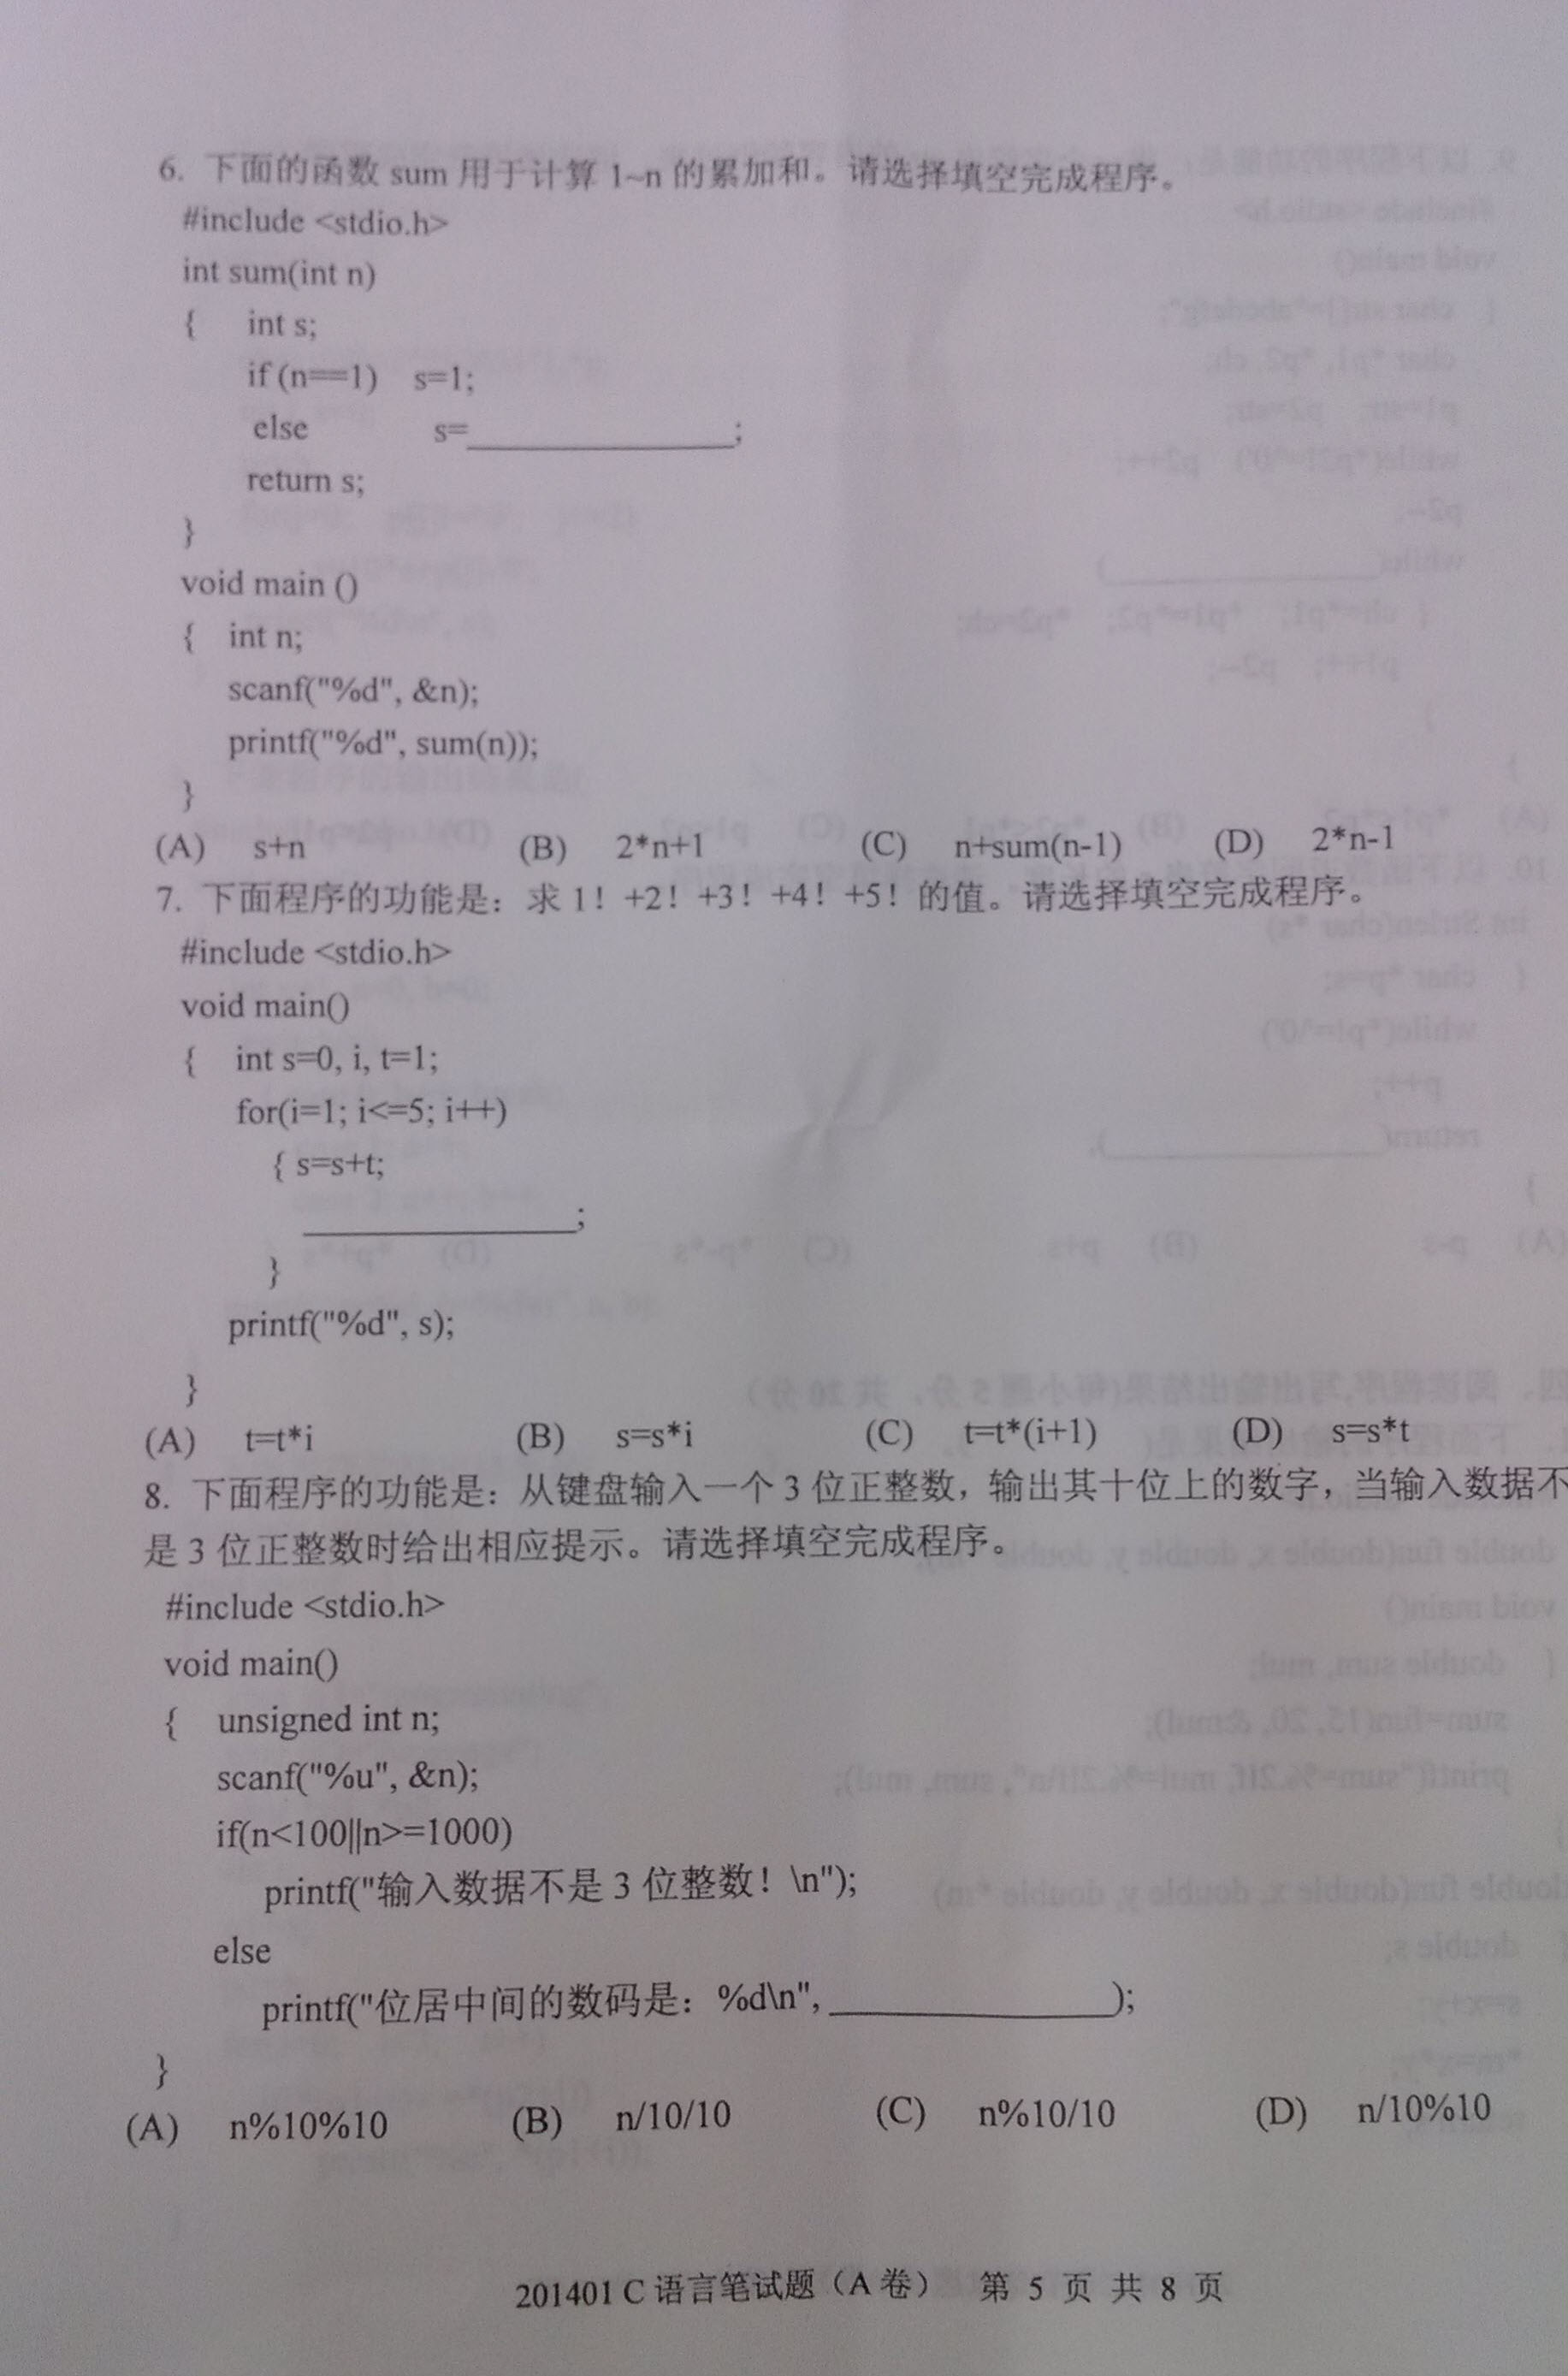 6. 下面的函数 sum 用于计算 1~n 的累加和。请选择填空完成程序。
#include <stdio.h>
int sum(int n)
{ int s;
if (n==1) s=1;
else s=______________;
return s;
}
void main ()
{ int n;
scanf("%d", &n);
printf("%d", sum(n));
}
(A) s+n (B) 2*n+1 (C) n+sum(n-1) (D) 2*n-1
7. 下面程序的功能是：求 1！+2！+3！+4！+5！的值。请选择填空完成程序。
#include <stdio.h>
void main()
{ int s=0, i, t=1;
for(i=1; i<=5; i++)
{ s=s+t;
______________;
}
printf("%d", s);
}
(A) t=t*i (B) s=s*i (C) t=t*(i+1) (D) s=s*t
8. 下面程序的功能是：从键盘输入一个 3 位正整数，输出其十位上的数字，当输入数据不
是 3 位正整数时给出相应提示。请选择填空完成程序。
#include <stdio.h>
void main()
{ unsigned int n;
scanf("%u", &n);
if(n<100||n>=1000)
printf("输入数据不是 3 位整数！\n");
else
printf("位居中间的数码是：%d\n", ______________);
}
(A) n%10%10 (B) n/10/10 (C) n%10/10 (D) n/10%10
201401 C 语言笔试题（A 卷） 第 5 页 共 8 页